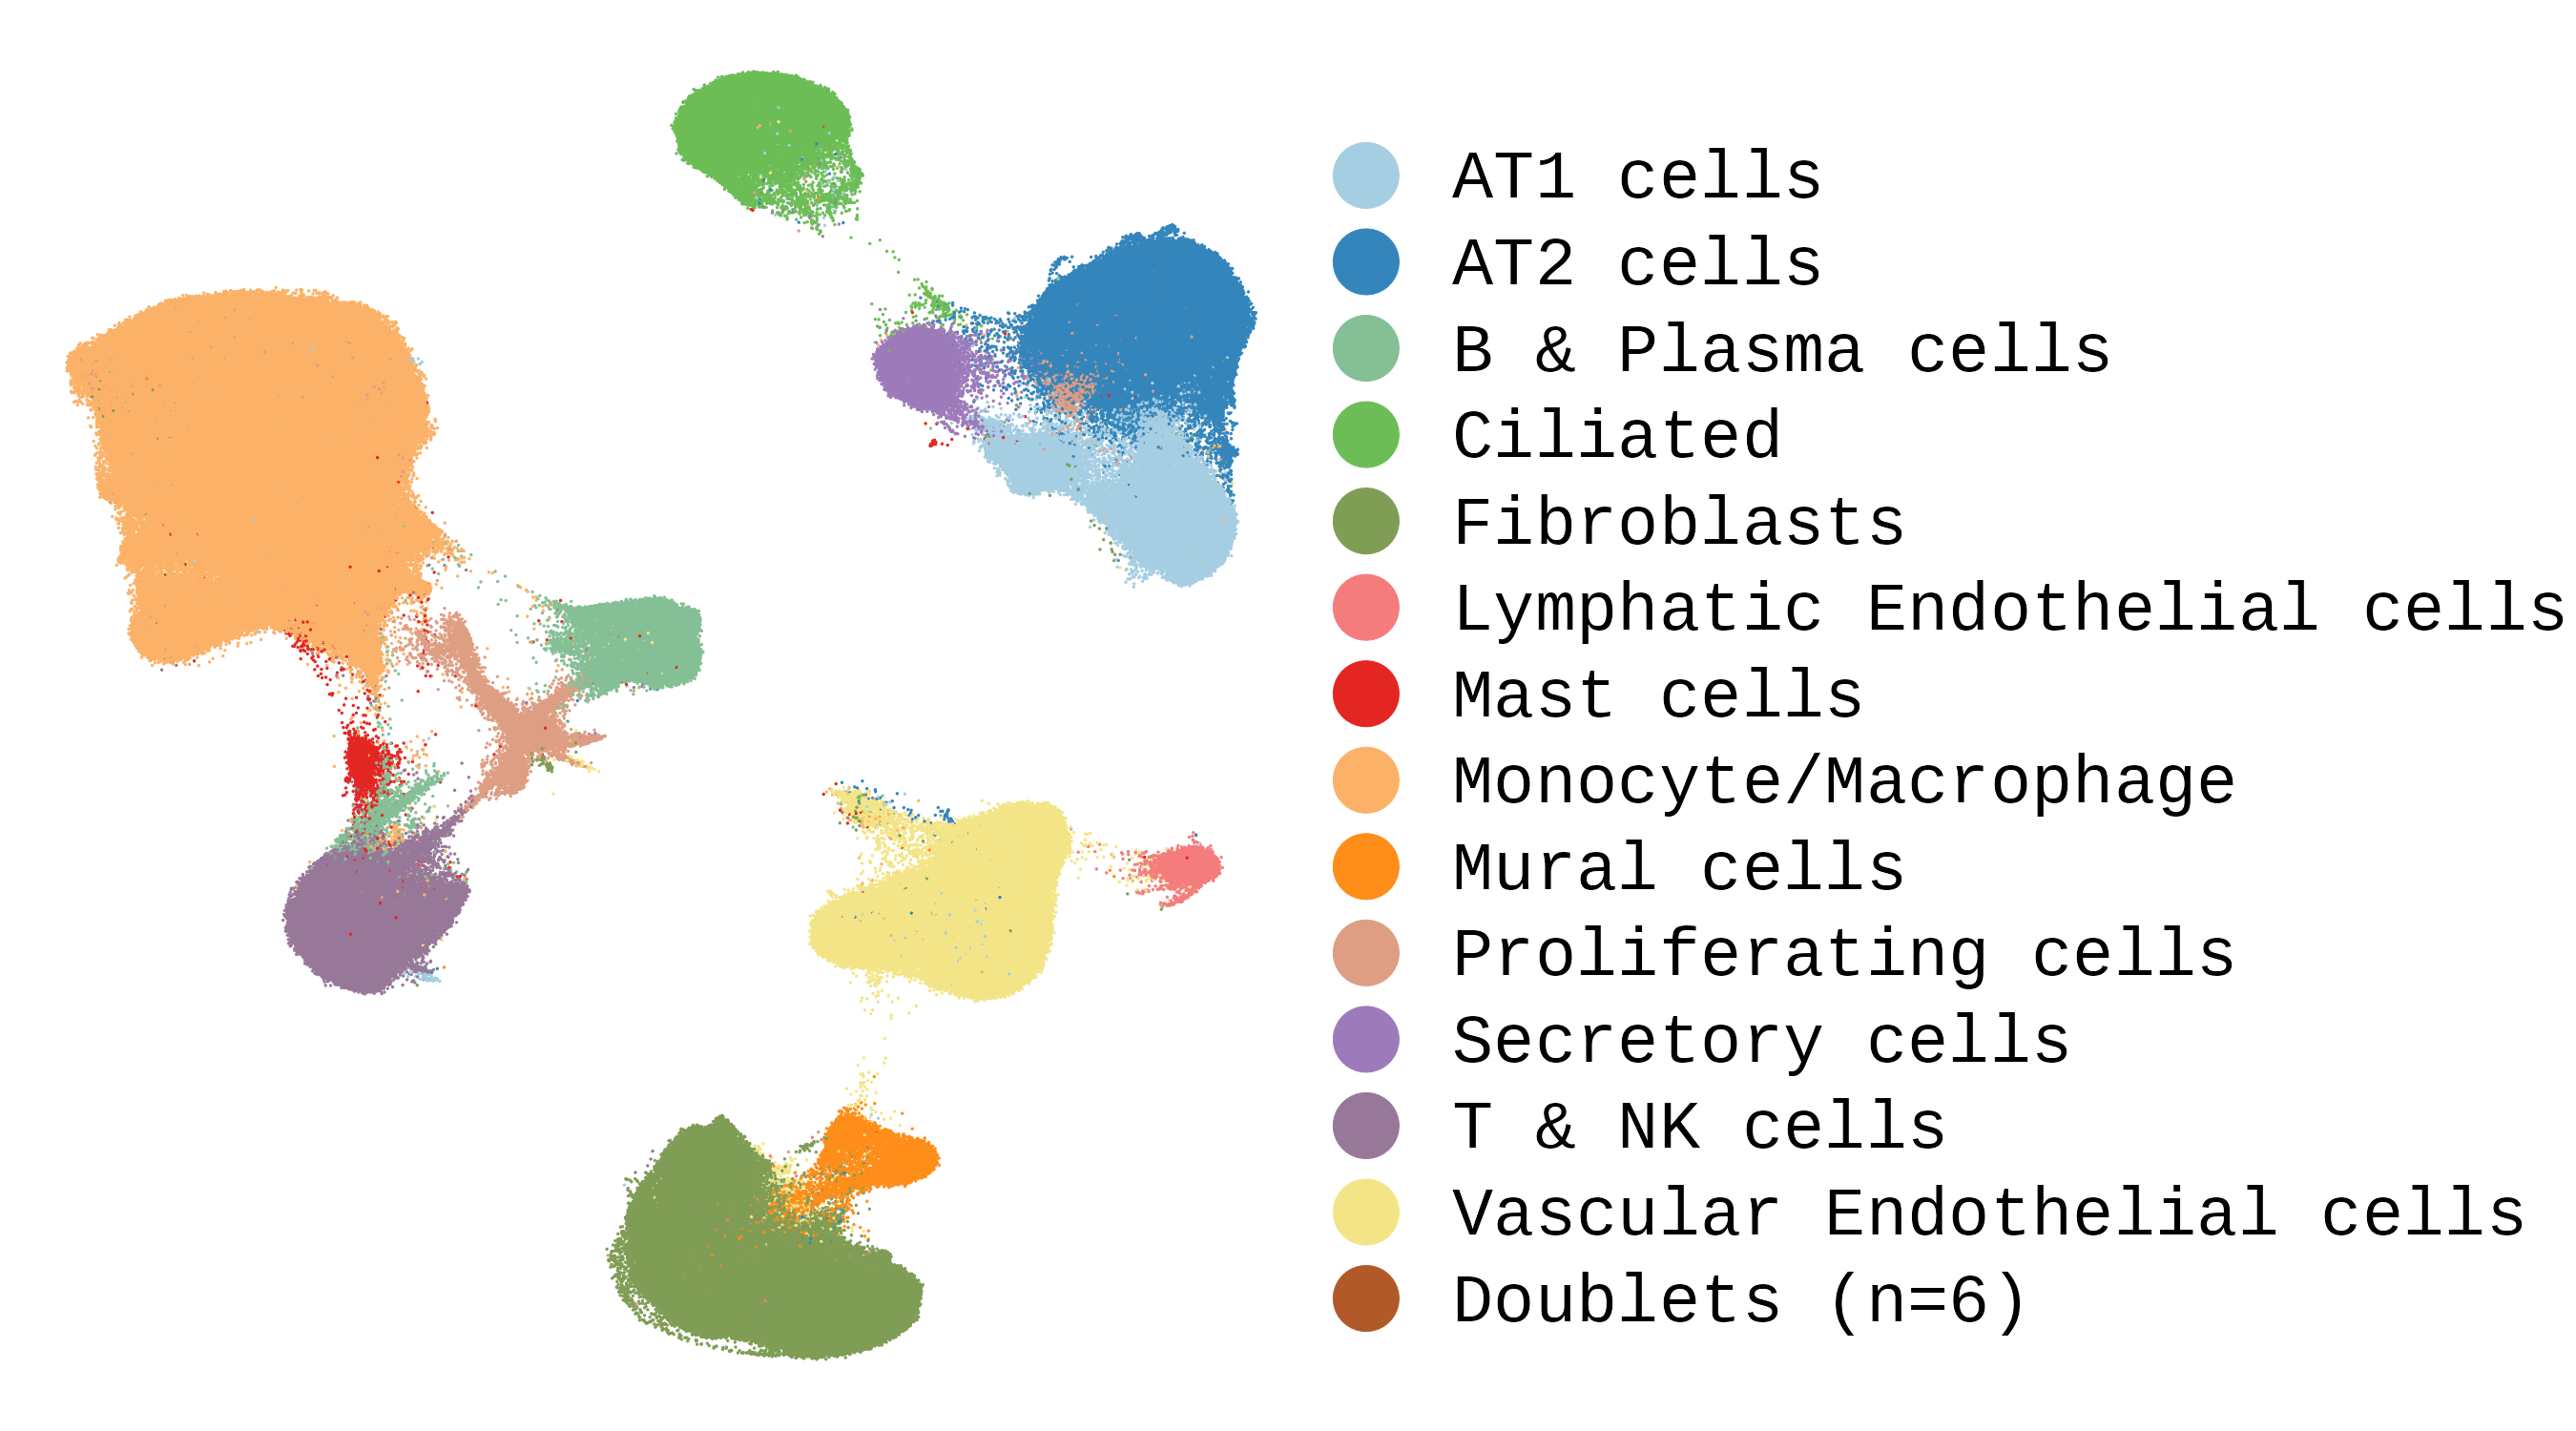 AT1 cells
AT2 cells
B & Plasma cells
Ciliated
Fibroblasts
Lymphatic Endothelial cells
Mast cells
Monocyte/Macrophage
Mural cells
Proliferating cells
Secretory cells
T & NK cells
Vascular Endothelial cells
Doublets (n=6)